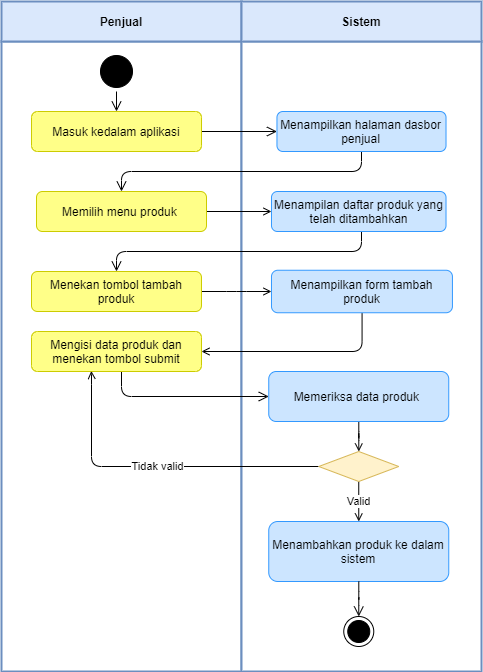 Penjual
Sistem
Masuk kedalam aplikasi
Menampilkan halaman dasbor
penjual
Memilih menu produk
Menampilan daftar produk yang
telah ditambahkan
Menekan tombol tambah
produk
Menampilkan form tambah
produk
Mengisi data produk dan
menekan tombol submit
Memeriksa data produk
Tidak valid
Valid
Menambahkan produk ke dalam
sistem